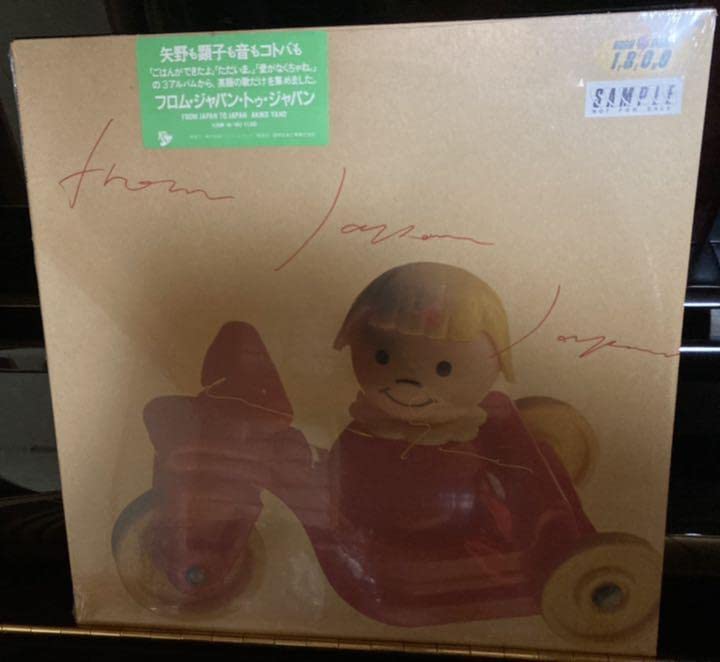 矢野も顕子も音もコトバも
「ごはんができたよ。」「ただいま。」「愛がなくちゃね。」
の3アルバムから、英語の歌だけを集めました。
フロム・ジャパン・トゥ・ジャパン
FROM JAPAN TO JAPAN AKIKO YANO
1,8,0,0
SAMPLE
NOT FOR SALE
from
Japan
Japan